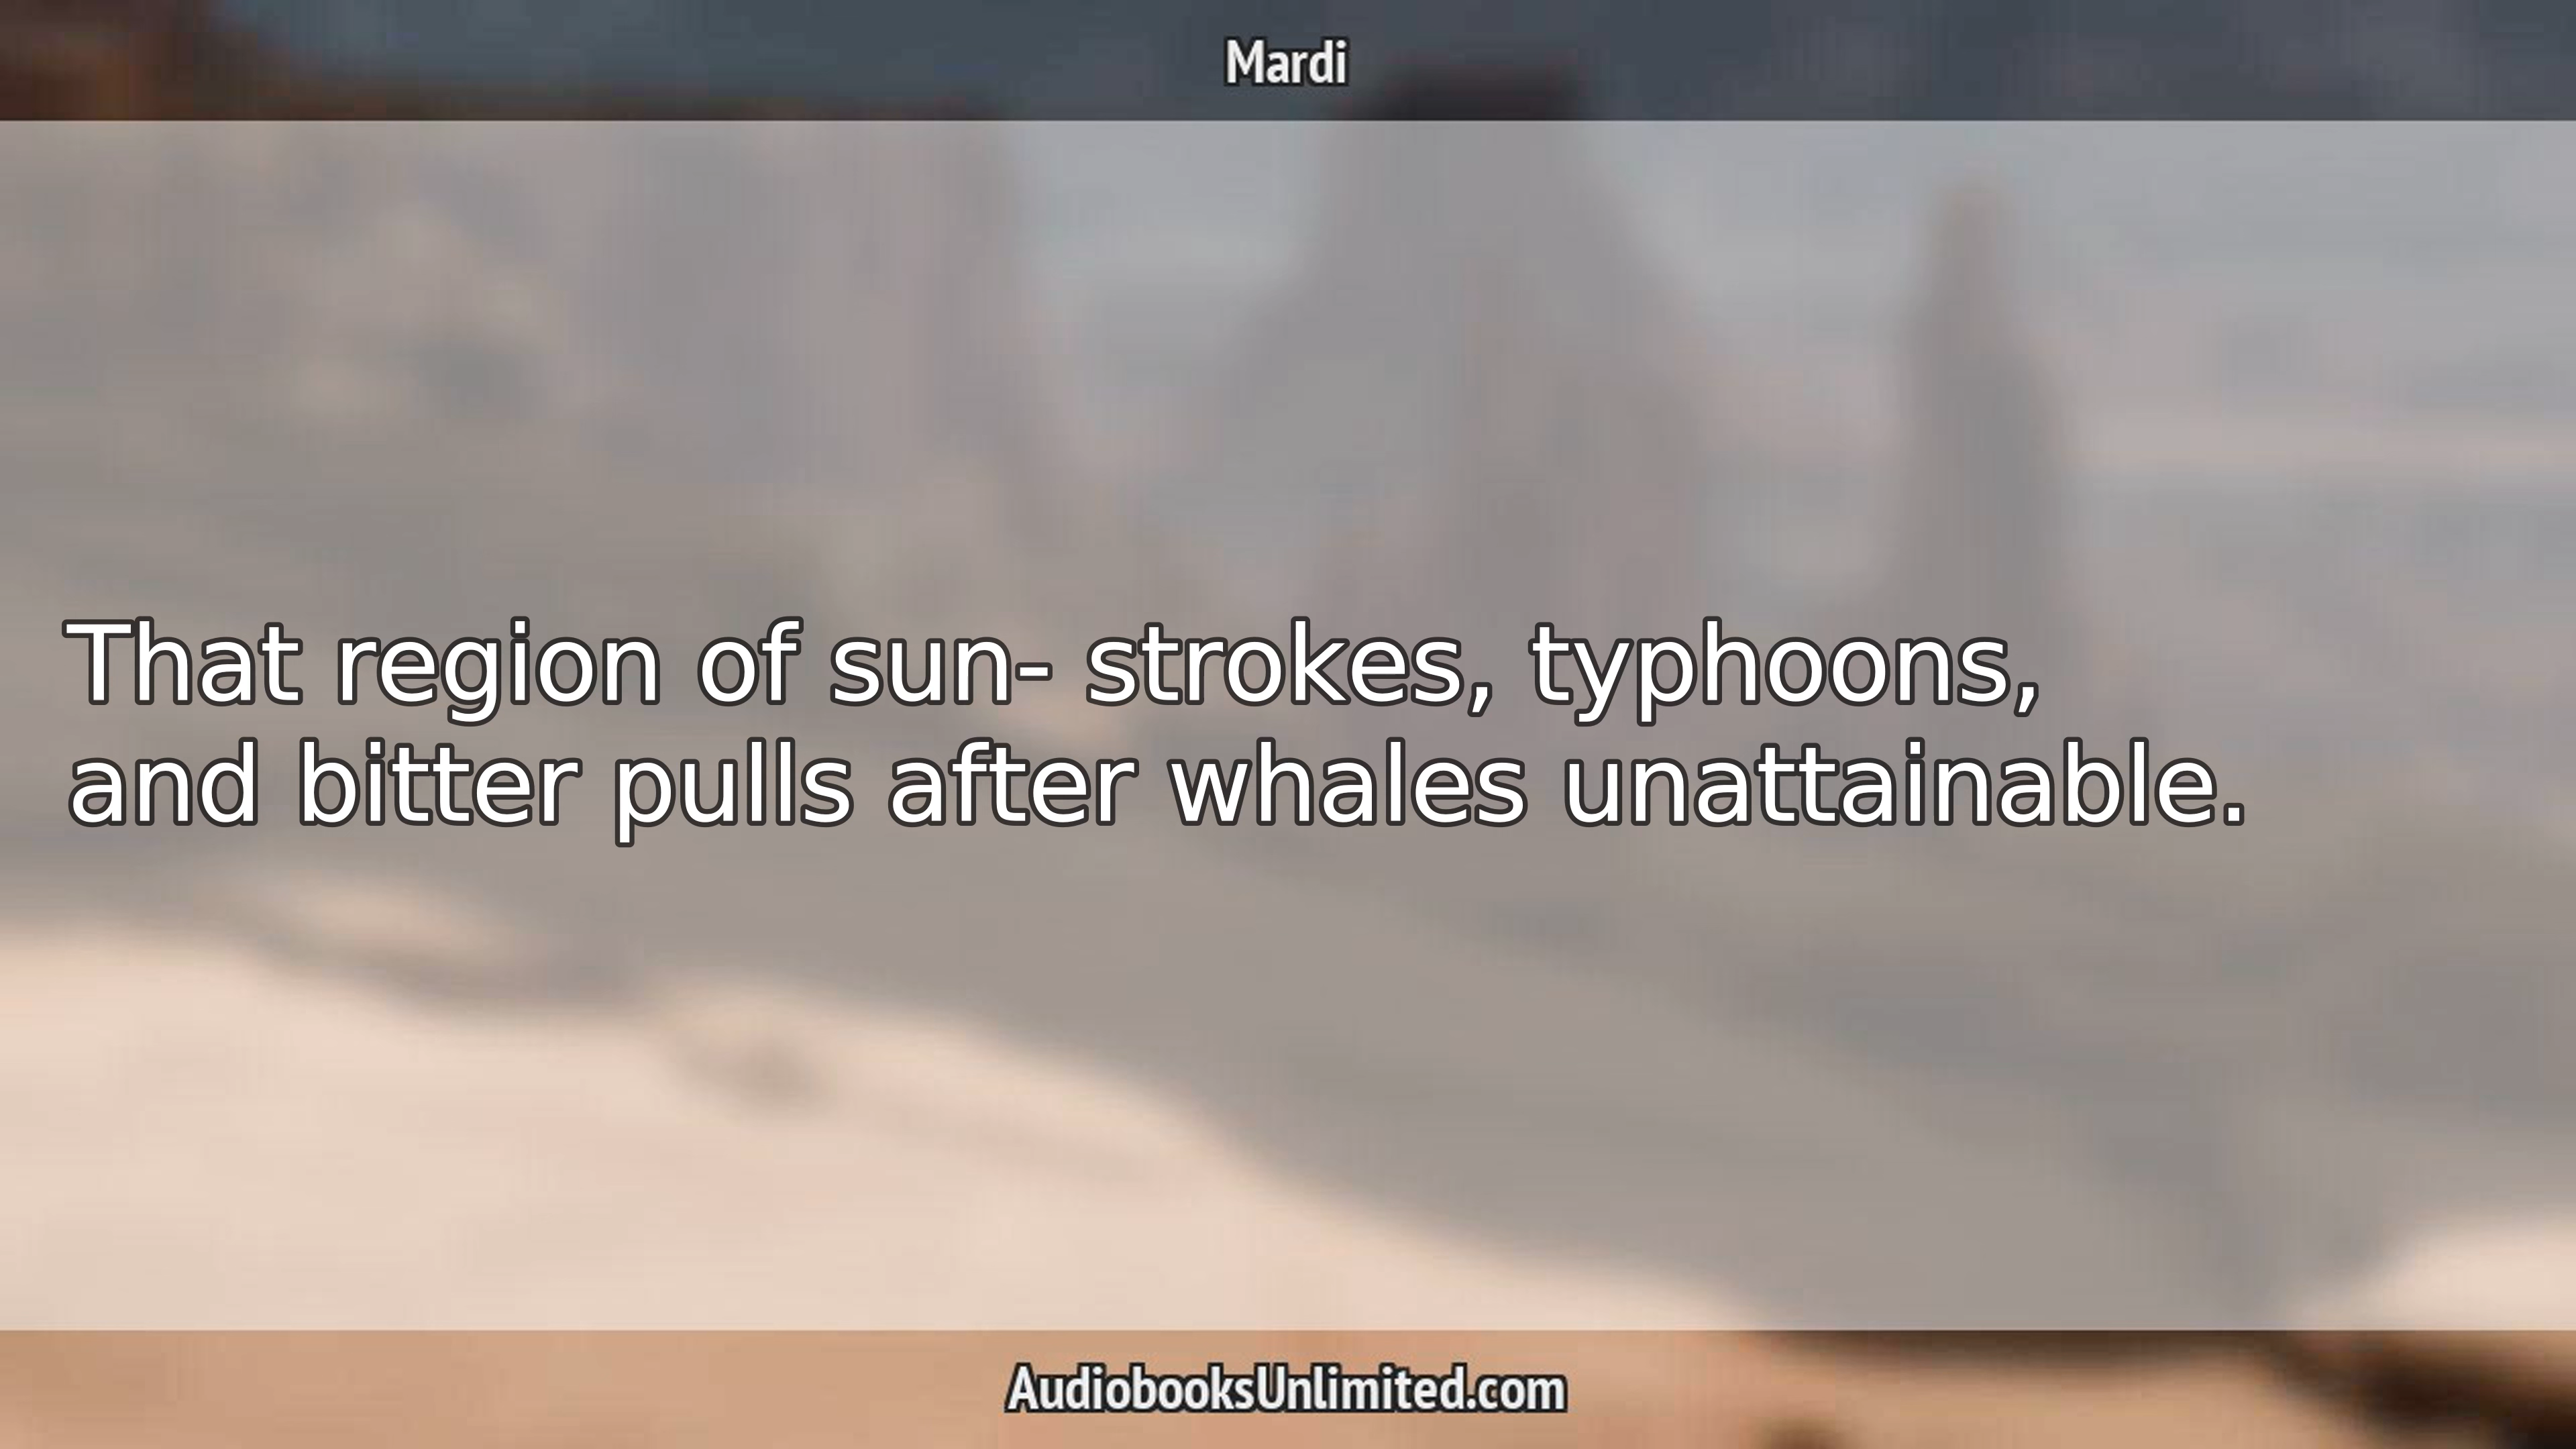 Mardi
That region of sun- strokes, typhoons,
and bitter pulls after whales unattainable.
AudiobooksUnlimited.com